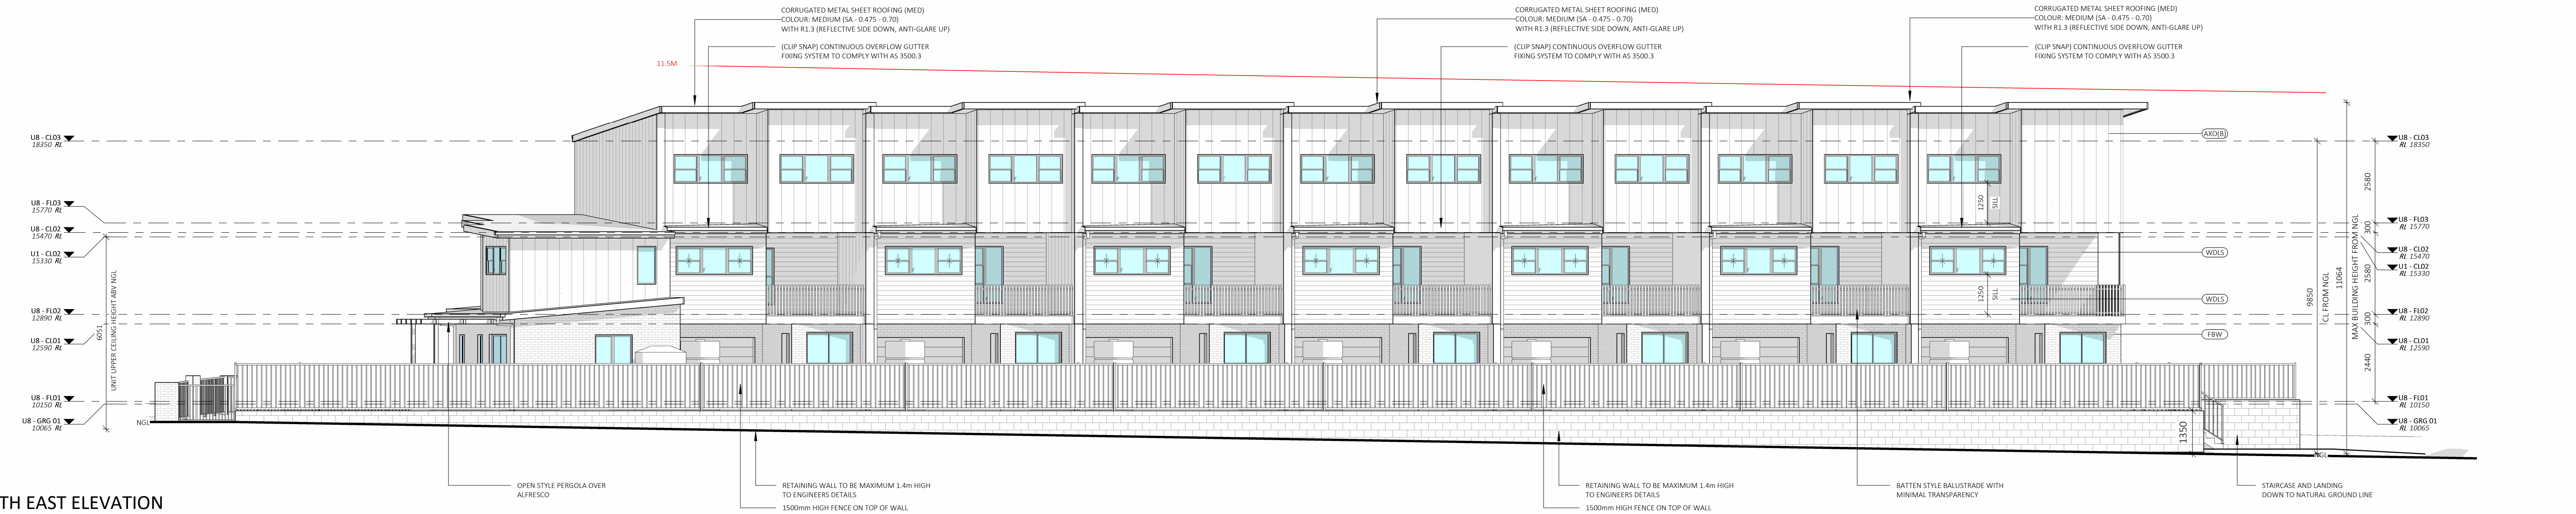 CORRUGATED METAL SHEET ROOFING (MED)
COLOUR: MEDIUM (SA - 0.475 - 0.70)
WITH R1.3 (REFLECTIVE SIDE DOWN, ANTI-GLARE UP)
(CLIP SNAP) CONTINUOUS OVERFLOW GUTTER
FIXING SYSTEM TO COMPLY WITH AS 3500.3
CORRUGATED METAL SHEET ROOFING (MED)
COLOUR: MEDIUM (SA - 0.475 - 0.70)
WITH R1.3 (REFLECTIVE SIDE DOWN, ANTI-GLARE UP)
(CLIP SNAP) CONTINUOUS OVERFLOW GUTTER
FIXING SYSTEM TO COMPLY WITH AS 3500.3
CORRUGATED METAL SHEET ROOFING (MED)
COLOUR: MEDIUM (SA - 0.475 - 0.70)
WITH R1.3 (REFLECTIVE SIDE DOWN, ANTI-GLARE UP)
(CLIP SNAP) CONTINUOUS OVERFLOW GUTTER
FIXING SYSTEM TO COMPLY WITH AS 3500.3
11.5M
U8 - CL03
18350 RL
U8 - FL03
15770 RL
U8 - CL02
15470 RL
U1 - CL02
15330 RL
U8 - FL02
12890 RL
U8 - CL01
12590 RL
U8 - FL01
10150 RL
U8 - GRG 01
10065 RL
6051
UNIT UPPER CEILING HEIGHT ABV NGL
NGL
1250
SILL
1250
SILL
AXO(B)
WDLS
WDLS
FBW
1350
NGL
9850
CL FROM NGL
11064
MAX BUILDING HEIGHT FROM NGL
2580
300
2580
300
2440
U8 - CL03
RL 18350
U8 - FL03
RL 15770
U8 - CL02
RL 15470
U1 - CL02
RL 15330
U8 - FL02
RL 12890
U8 - CL01
RL 12590
U8 - FL01
RL 10150
U8 - GRG 01
RL 10065
OPEN STYLE PERGOLA OVER
ALFRESCO
RETAINING WALL TO BE MAXIMUM 1.4m HIGH
TO ENGINEERS DETAILS
1500mm HIGH FENCE ON TOP OF WALL
RETAINING WALL TO BE MAXIMUM 1.4m HIGH
TO ENGINEERS DETAILS
1500mm HIGH FENCE ON TOP OF WALL
BATTEN STYLE BALUSTRADE WITH
MINIMAL TRANSPARENCY
STAIRCASE AND LANDING
DOWN TO NATURAL GROUND LINE
TH EAST ELEVATION